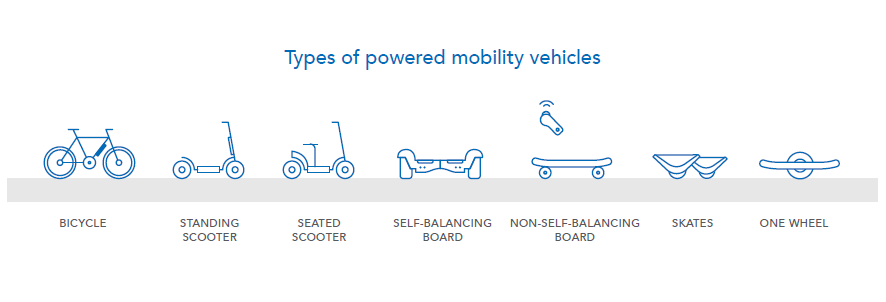 Types of powered mobility vehicles
BICYCLE
STANDING
SCOOTER
SEATED
SCOOTER
SELF-BALANCING
BOARD
NON-SELF-BALANCING
BOARD
SKATES
ONE WHEEL